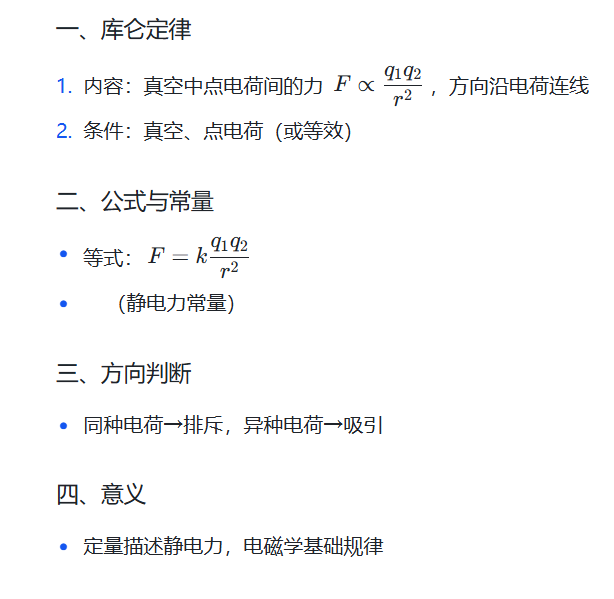 一、库仑定律
1. 内容：真空中点电荷间的力 $F \propto \dfrac{q_1 q_2}{r^2}$ ，方向沿电荷连线
2. 条件：真空、点电荷（或等效）
二、公式与常量
• 等式： $F = k\dfrac{q_1 q_2}{r^2}$
• （静电力常量）
三、方向判断
• 同种电荷→排斥，异种电荷→吸引
四、意义
• 定量描述静电力，电磁学基础规律